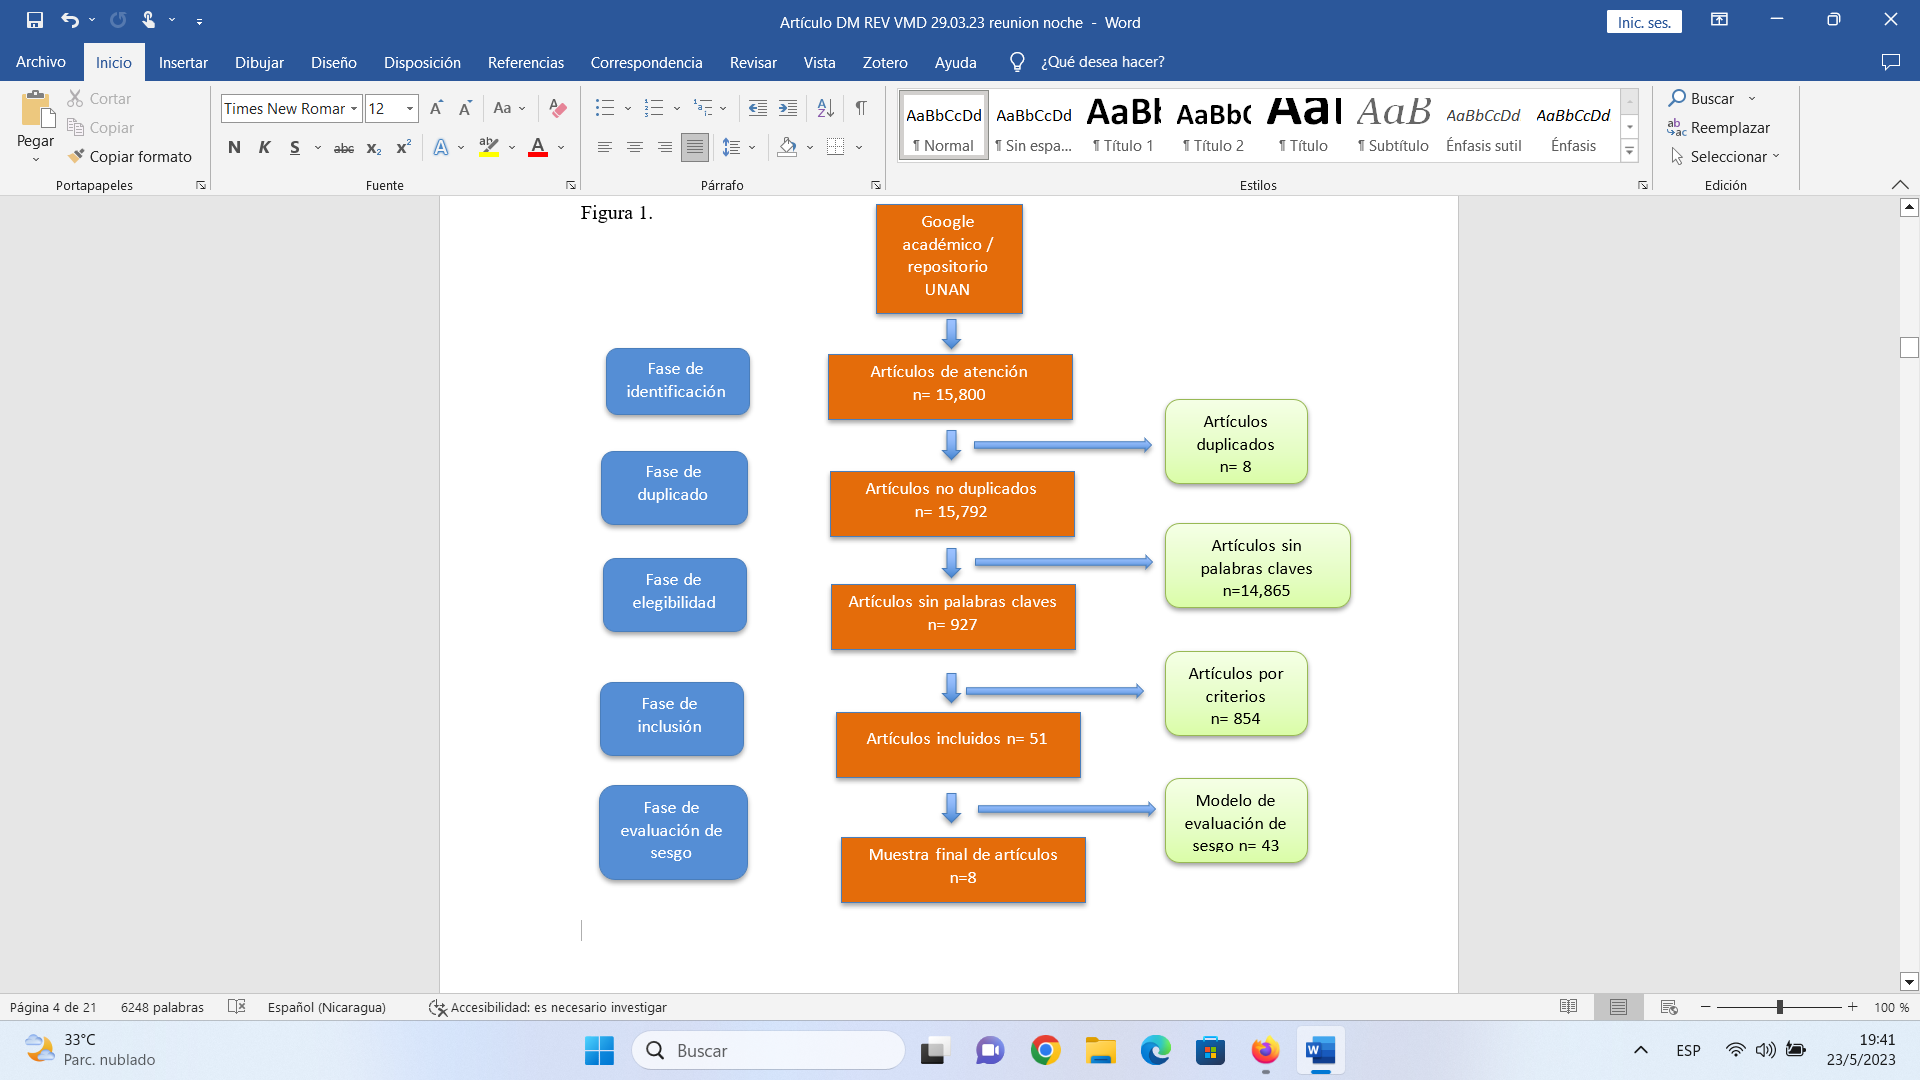 Artículo DM REV VMD 29.03.23 reunion noche - Word
Inic. ses.
Archivo Inicio Insertar Dibujar Diseño Disposición Referencias Correspondencia Revisar Vista Zotero Ayuda ¿Qué desea hacer?
Pegar
Cortar
Copiar
Copiar formato
Portapapeles
Times New Romar 12
Aa
N K S abc x₂ x²
A ab A
Fuente
Párrafo
AaBbCcDd
¶ Normal
AaBbCcDd
¶ Sin espa...
AaBb
¶ Título 1
AaBbC
¶ Título 2
AaI
¶ Título
AaB
¶ Subtítulo
AaBbCcDd
Énfasis sutil
AaBbCcDd
Énfasis
Estilos
Buscar
Reemplazar
Seleccionar
Edición
Figura 1.
Google
académico /
repositorio
UNAN
Fase de
identificación
Artículos de atención
n= 15,800
Artículos
duplicados
n= 8
Fase de
duplicado
Artículos no duplicados
n= 15,792
Artículos sin
palabras claves
n=14,865
Fase de
elegibilidad
Artículos sin palabras claves
n= 927
Artículos por
criterios
n= 854
Fase de
inclusión
Artículos incluidos n= 51
Modelo de
evaluación de
sesgo n= 43
Fase de
evaluación de
sesgo
Muestra final de artículos
n=8
Página 4 de 21 6248 palabras Español (Nicaragua) Accesibilidad: es necesario investigar 100 %
33°C
Parc. nublado
Buscar
ESP
19:41
23/5/2023